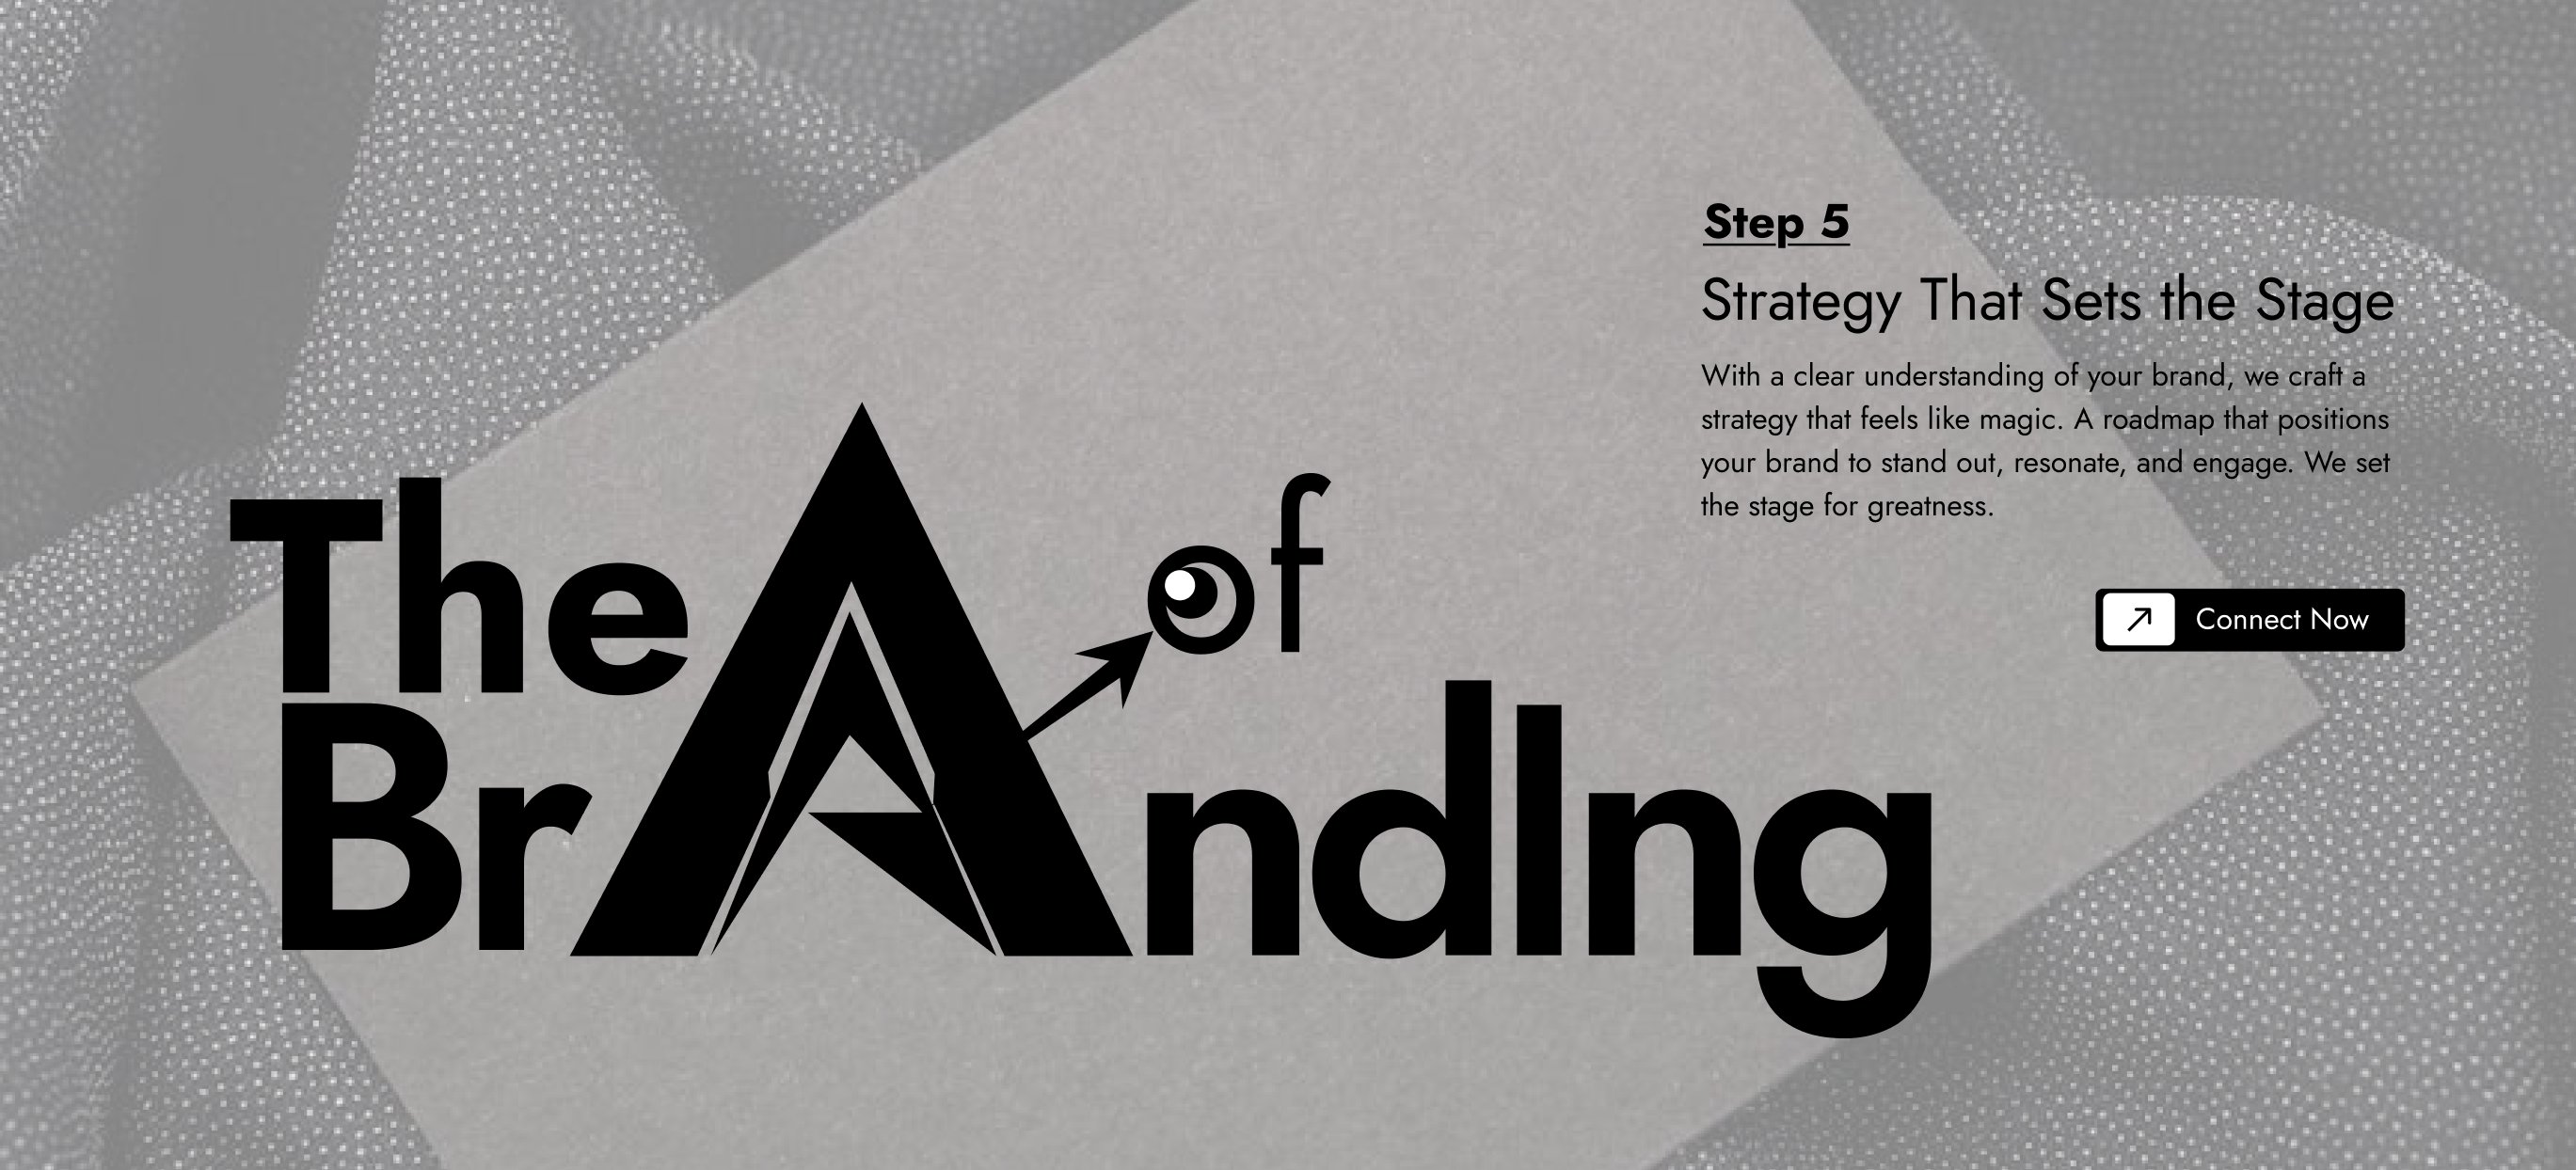 Step 5
Strategy That Sets the Stage
With a clear understanding of your brand, we craft a
strategy that feels like magic. A roadmap that positions
your brand to stand out, resonate, and engage. We set
the stage for greatness.
Connect Now
The A of
BrAndIng